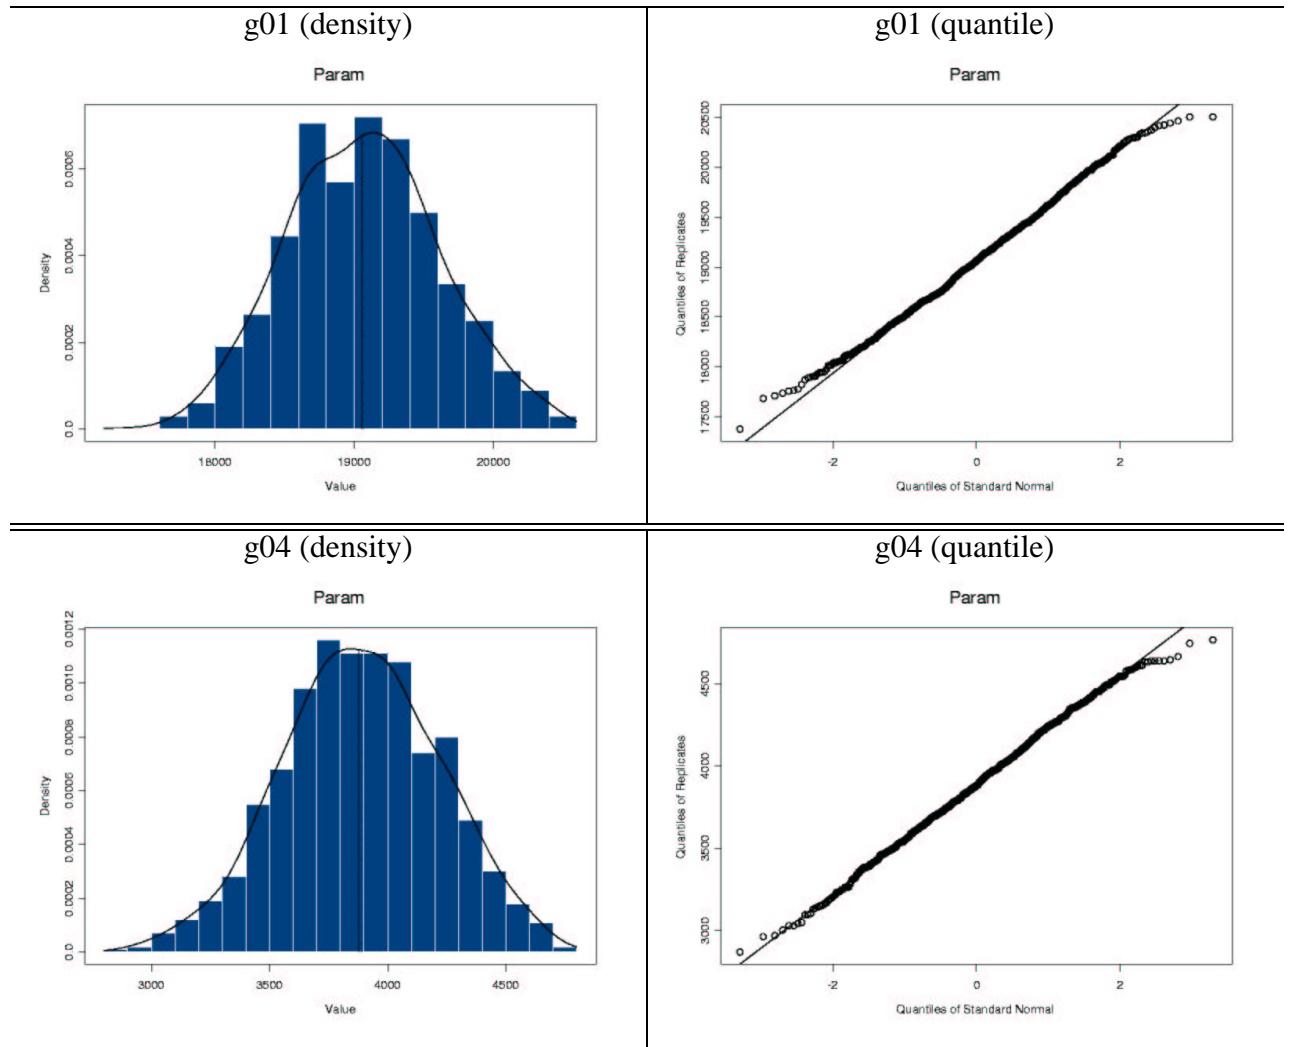 g01 (density)
Param
Density
0.0 0.0002 0.0004 0.0006
18000 19000 20000
Value
g01 (quantile)
Param
Quantiles of Replicates
17500 18000 18500 19000 19500 20000 20500
-2 0 2
Quantiles of Standard Normal
g04 (density)
Param
Density
0.0 0.0002 0.0004 0.0006 0.0008 0.0010 0.0012
3000 3500 4000 4500
Value
g04 (quantile)
Param
Quantiles of Replicates
3000 3500 4000 4500
-2 0 2
Quantiles of Standard Normal